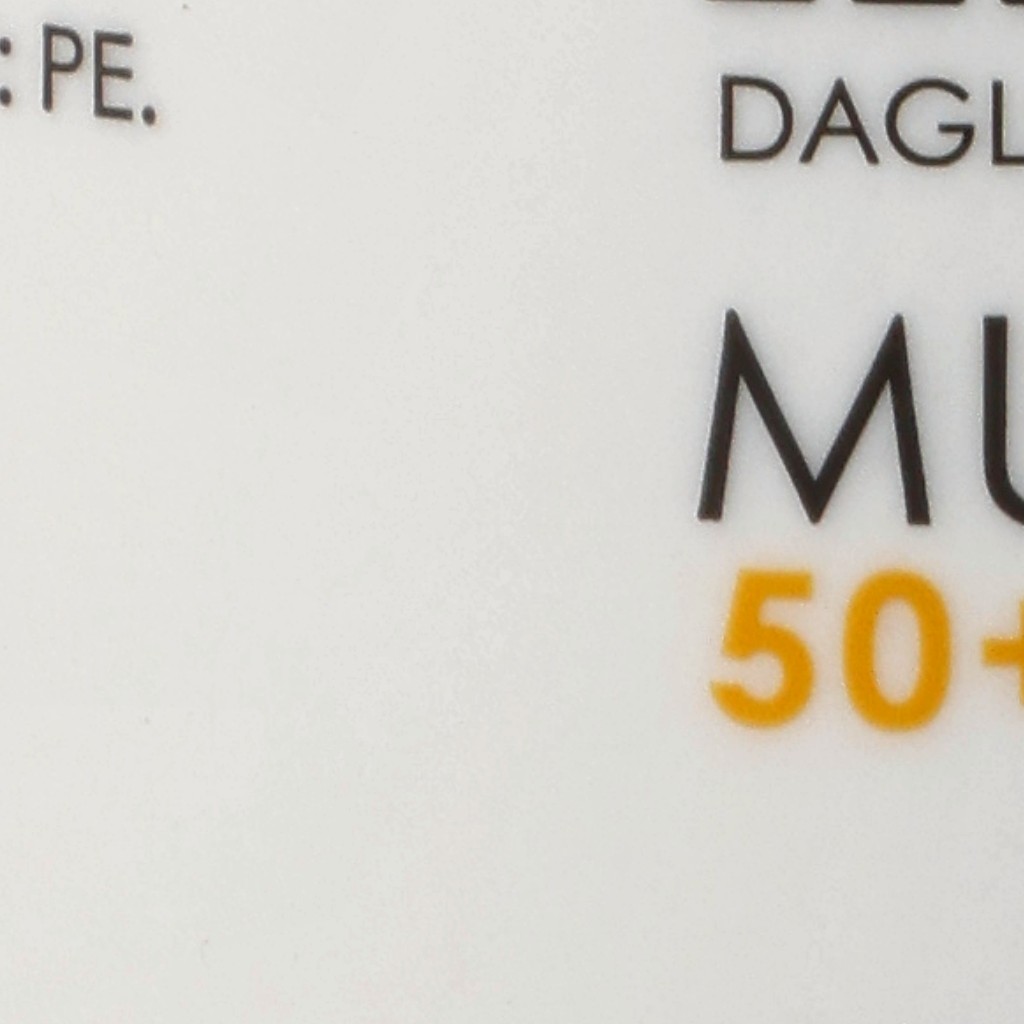 : PE.
DAGL
MU
50+